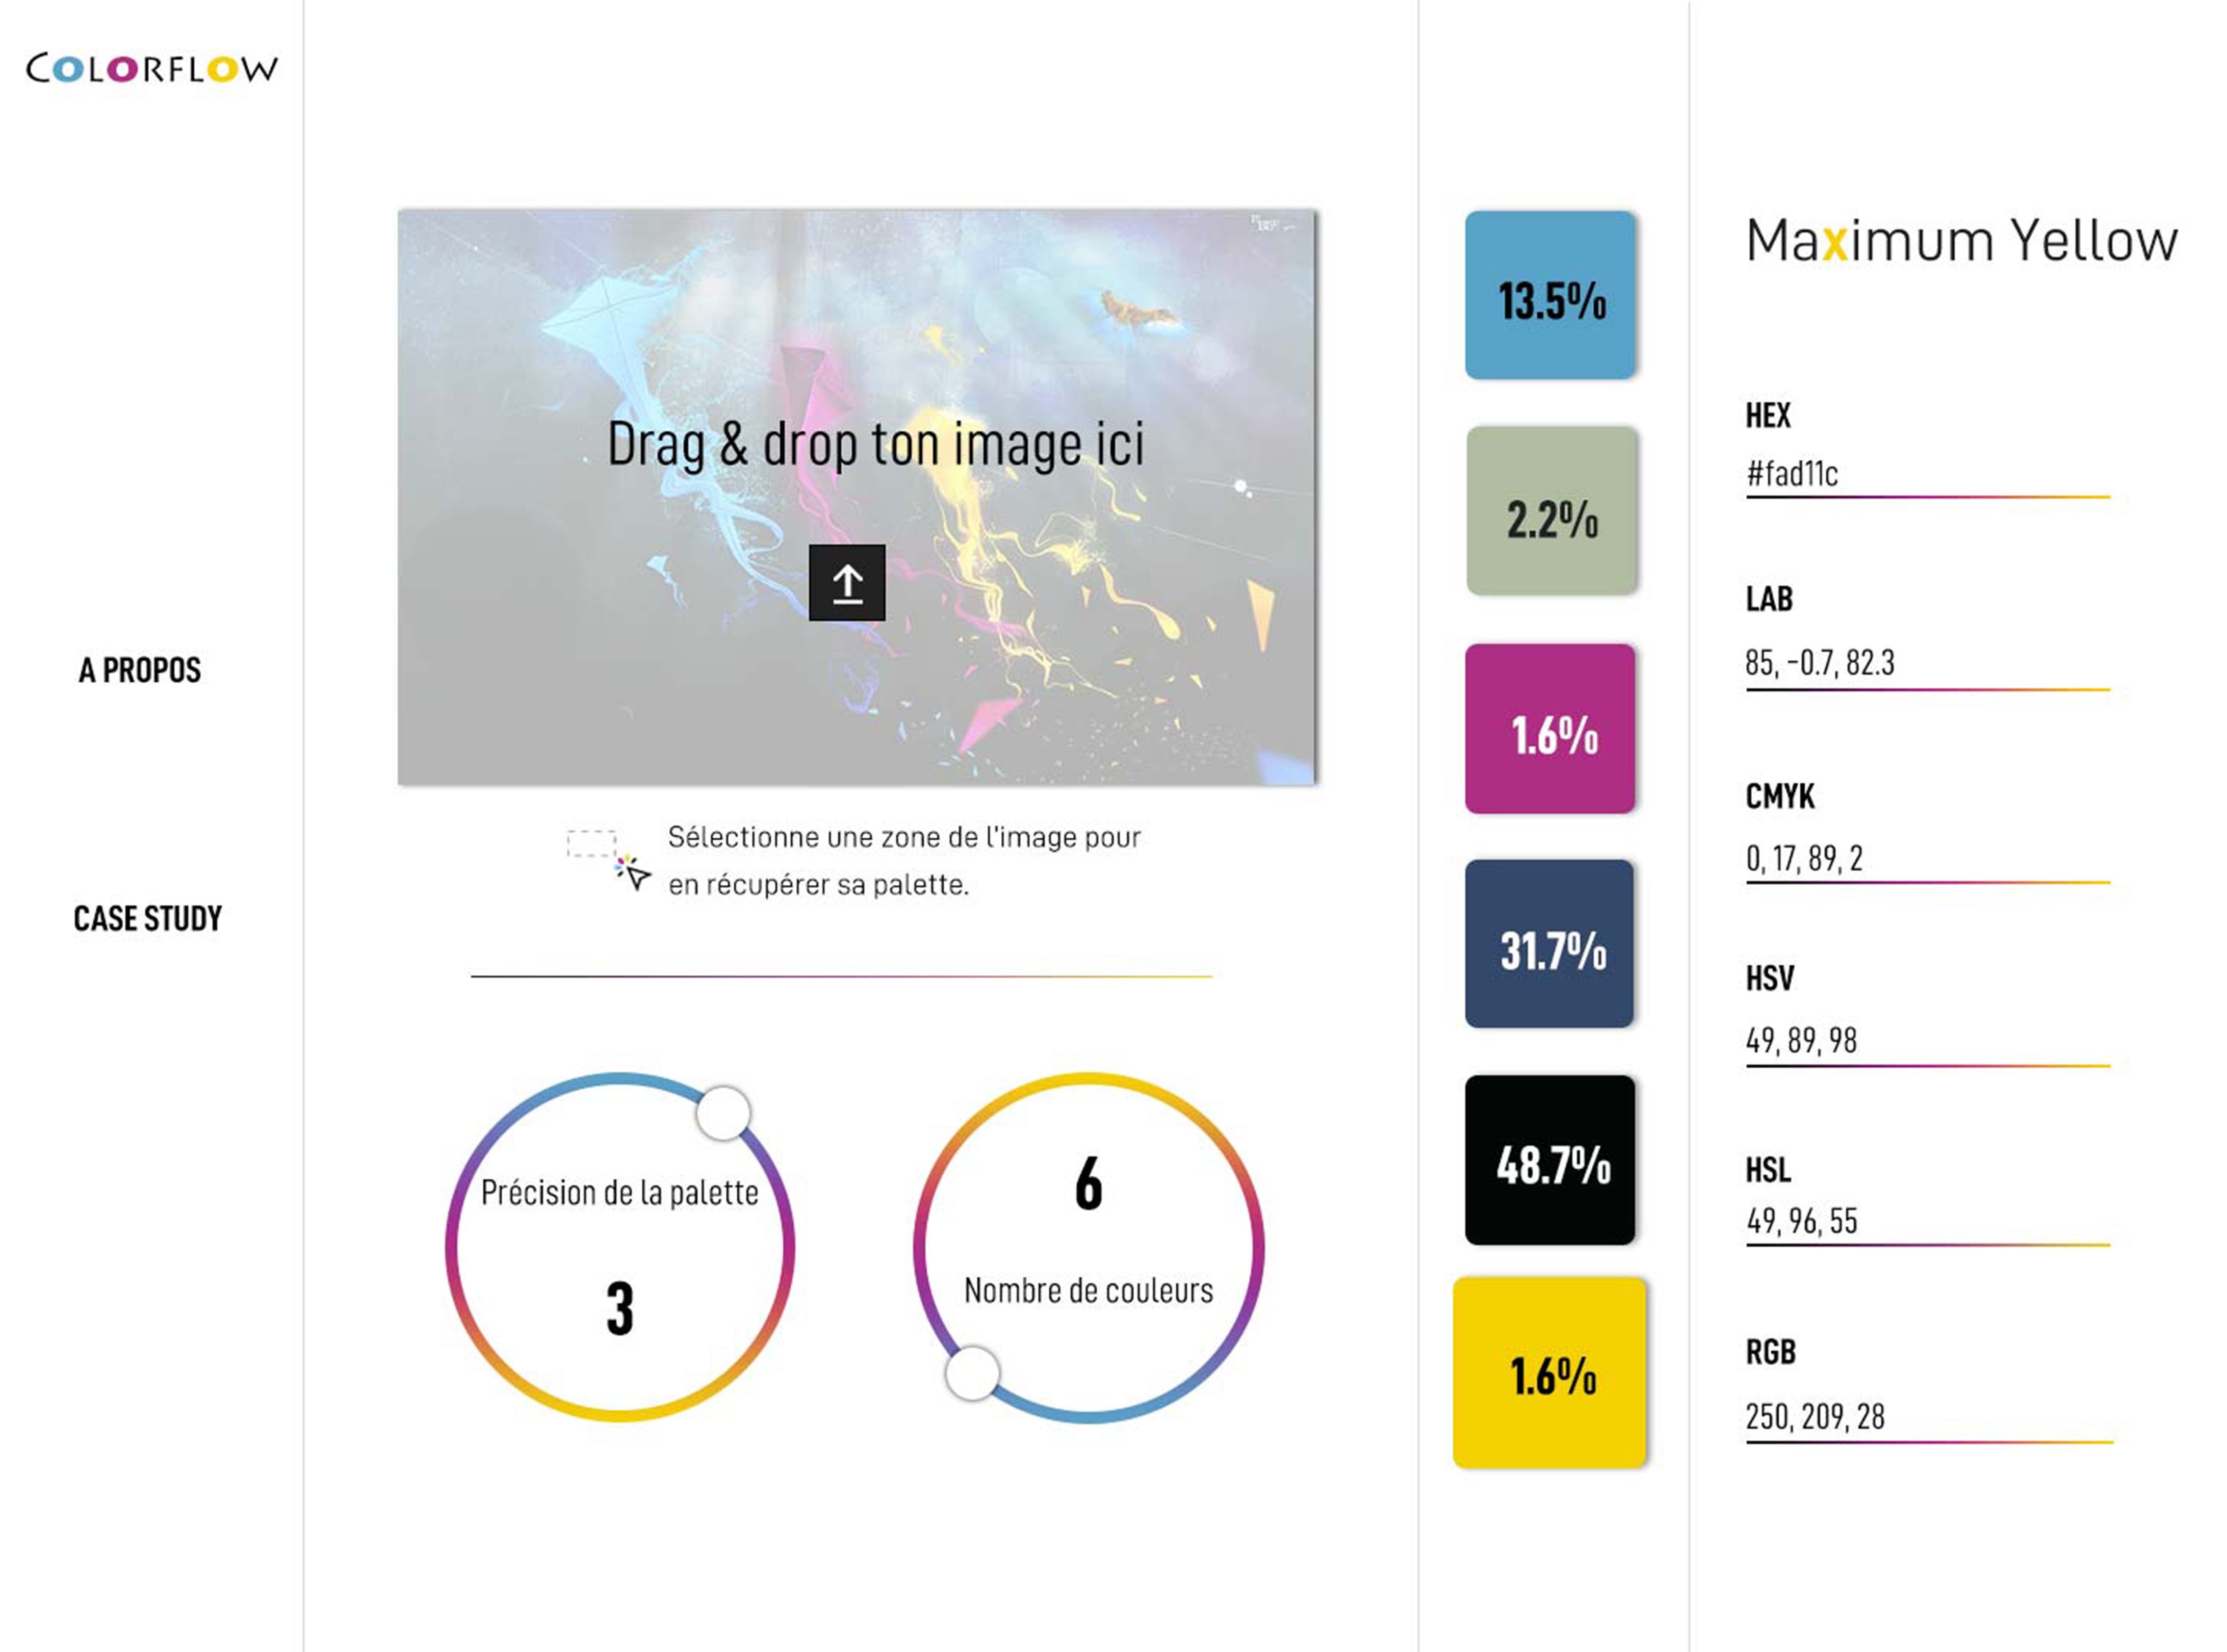 COLORFLOW
A PROPOS
CASE STUDY
Drag & drop ton image ici
Sélectionne une zone de l'image pour
en récupérer sa palette.
Précision de la palette
3
6
Nombre de couleurs
13.5%
2.2%
1.6%
31.7%
48.7%
1.6%
Maximum Yellow
HEX
#fad11c
LAB
85, -0.7, 82.3
CMYK
0, 17, 89, 2
HSV
49, 89, 98
HSL
49, 96, 55
RGB
250, 209, 28